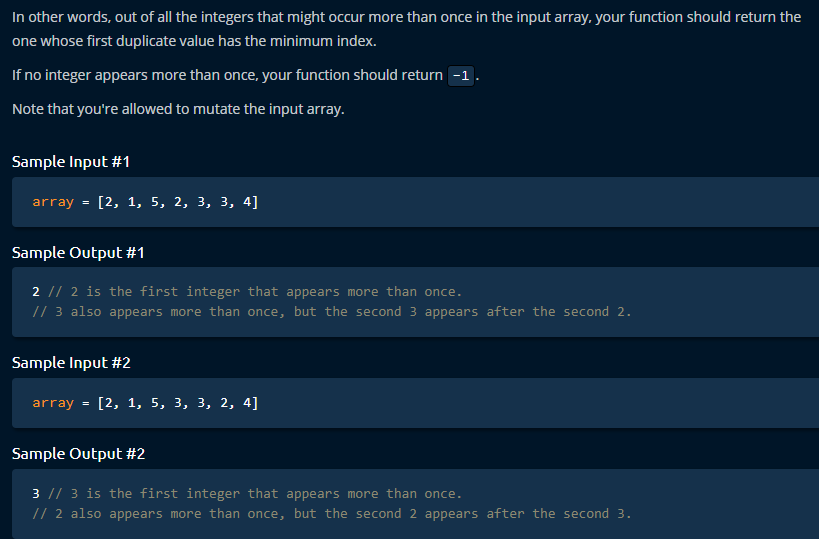 In other words, out of all the integers that might occur more than once in the input array, your function should return the
one whose first duplicate value has the minimum index.
If no integer appears more than once, your function should return -1.
Note that you're allowed to mutate the input array.
Sample Input #1
array = [2, 1, 5, 2, 3, 3, 4]
Sample Output #1
2 // 2 is the first integer that appears more than once.
// 3 also appears more than once, but the second 3 appears after the second 2.
Sample Input #2
array = [2, 1, 5, 3, 3, 2, 4]
Sample Output #2
3 // 3 is the first integer that appears more than once.
// 2 also appears more than once, but the second 2 appears after the second 3.